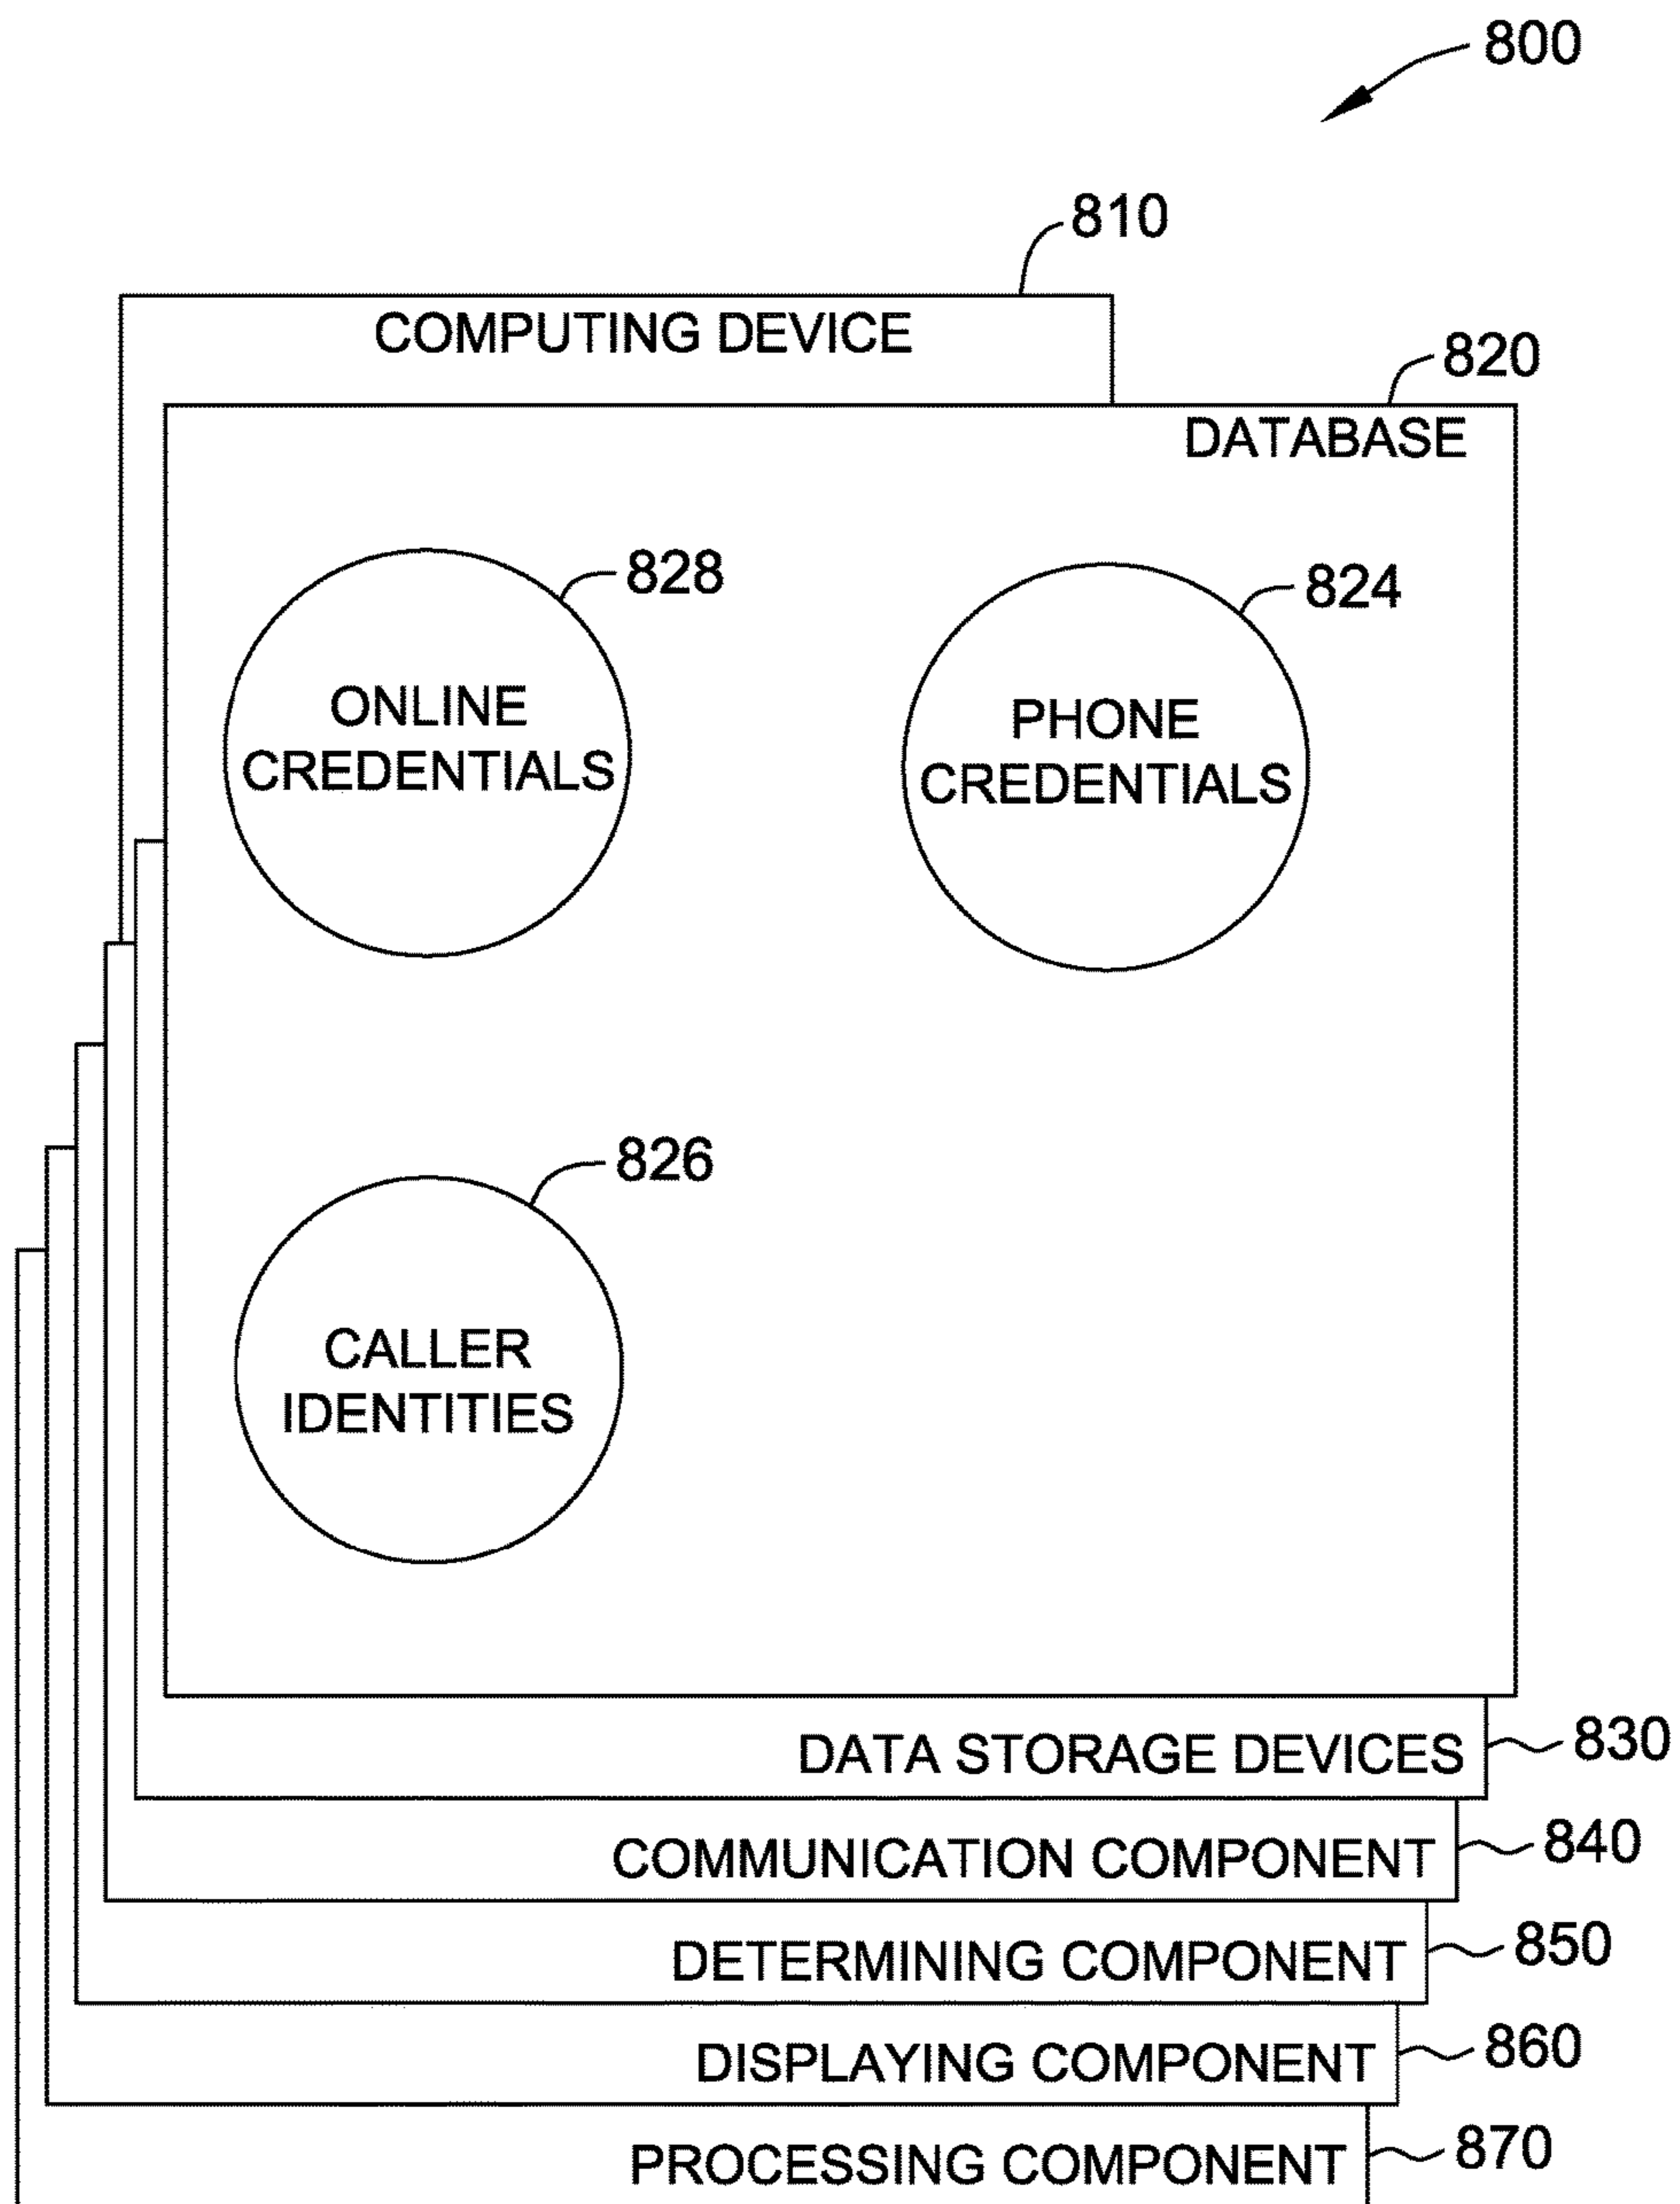 800
810
COMPUTING DEVICE
820
DATABASE
828
824
ONLINE
CREDENTIALS
PHONE
CREDENTIALS
826
CALLER
IDENTITIES
DATA STORAGE DEVICES
830
COMMUNICATION COMPONENT
840
DETERMINING COMPONENT
850
DISPLAYING COMPONENT
860
PROCESSING COMPONENT
870